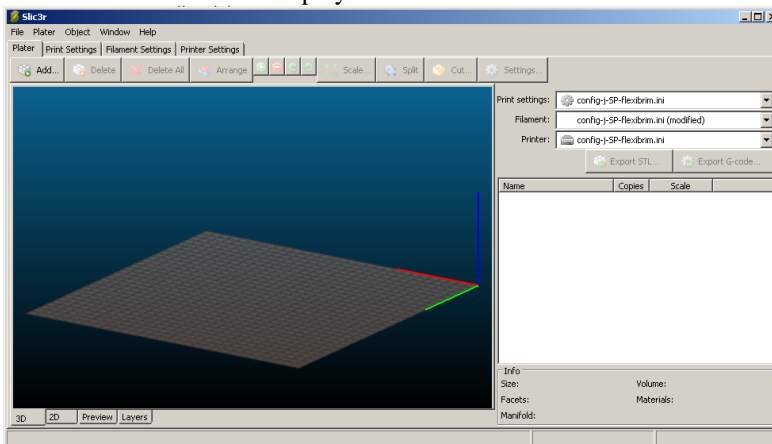 Slic3r
File Plater Object Window Help
Plater Print Settings Filament Settings Printer Settings
Add... Delete Delete All Arrange Scale... Split Cut... Settings...
Print settings: config-j-SP-flexibrim.ini
Filament: config-j-SP-flexibrim.ini (modified)
Printer: config-j-SP-flexibrim.ini
Export STL... Export G-code...
Name Copies Scale
Info
Size: Volume:
Facets: Materials:
Manifold:
3D 2D Preview Layers